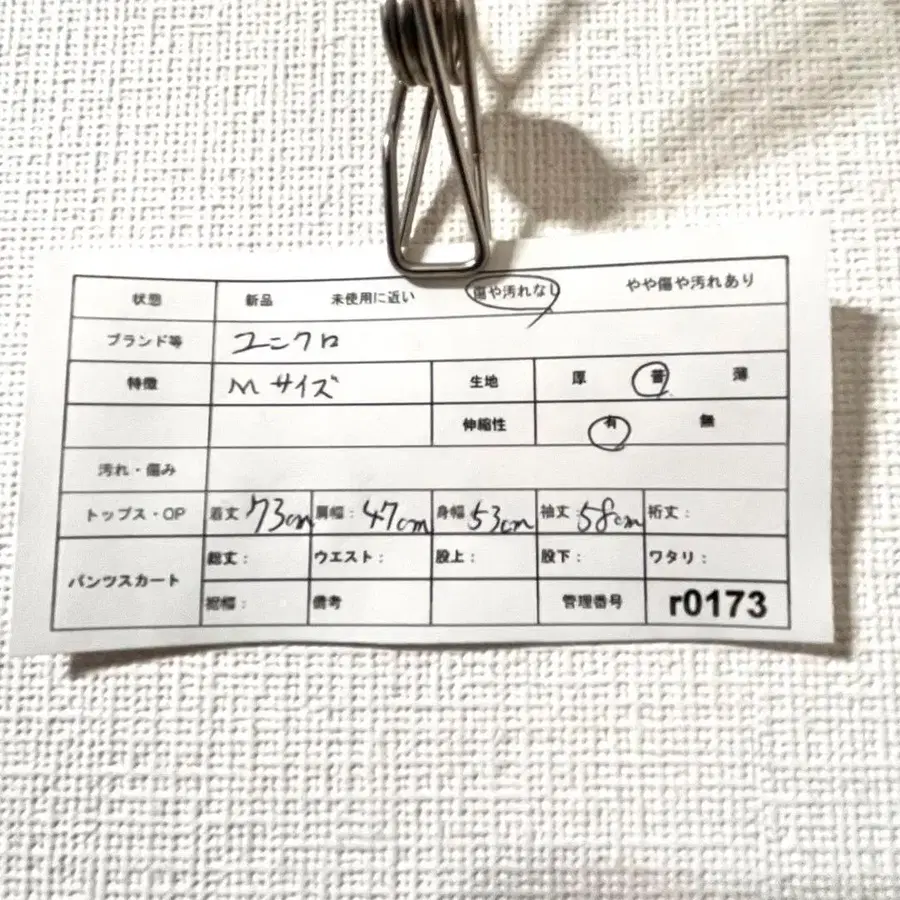 状態 新品 未使用に近い 傷や汚れなし やや傷や汚れあり
ブランド等 ユニクロ
特徴 Mサイズ 生地 厚 普 薄
伸縮性 有 無
汚れ・傷み
トップス・OP 着丈 73cm 肩幅: 47cm 身幅 53cm 袖丈 58cm 裄丈:
パンツスカート 総丈: ウエスト: 股上: 股下: ワタリ:
裾幅: 備考 管理番号 r0173